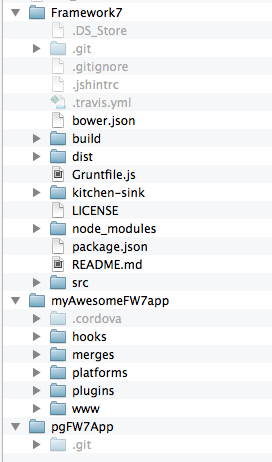 Framework7
.DS_Store
.git
.gitignore
.jshintrc
.travis.yml
bower.json
build
dist
Gruntfile.js
kitchen-sink
LICENSE
node_modules
package.json
README.md
src
myAwesomeFW7app
.cordova
hooks
merges
platforms
plugins
www
pgFW7App
.git